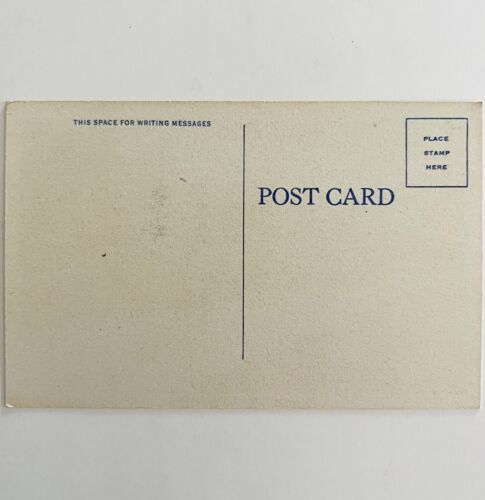 THIS SPACE FOR WRITING MESSAGES
PLACE
STAMP
HERE
POST CARD